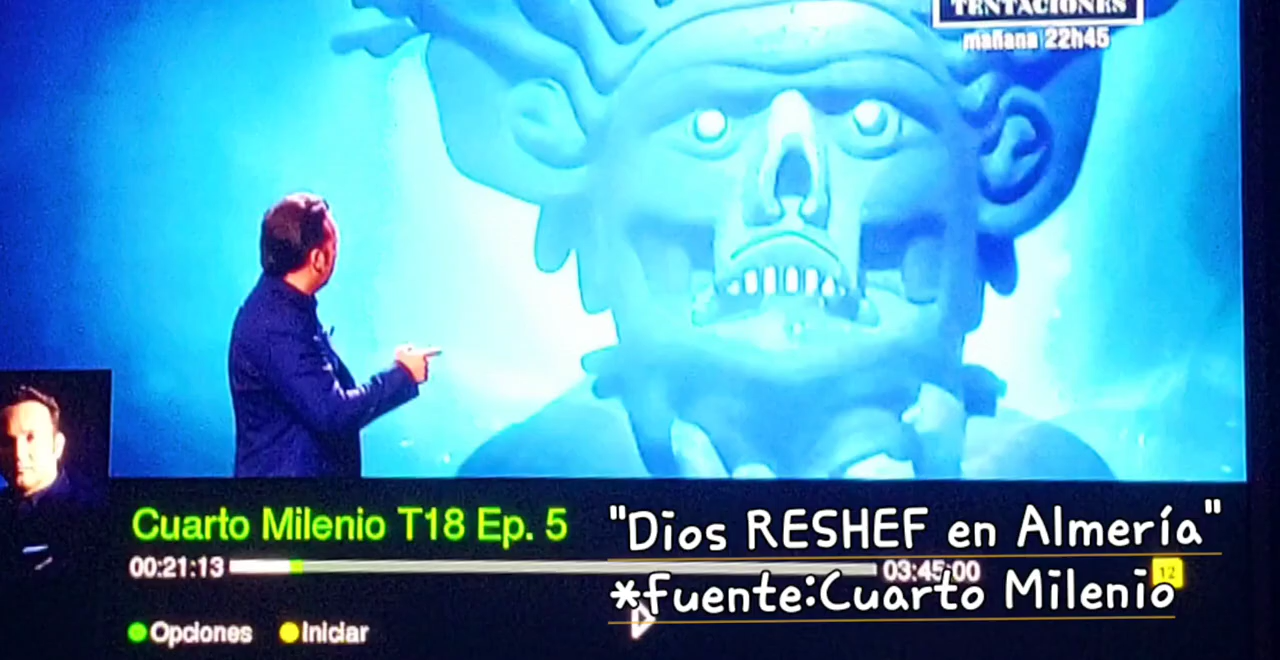 TENTACIONES
mañana 22h45
Cuarto Milenio T18 Ep. 5
"Dios RESHEF en Almería"
00:21:13
03:45:00
12
*fuente:Cuarto Milenio
Opciones
Iniciar